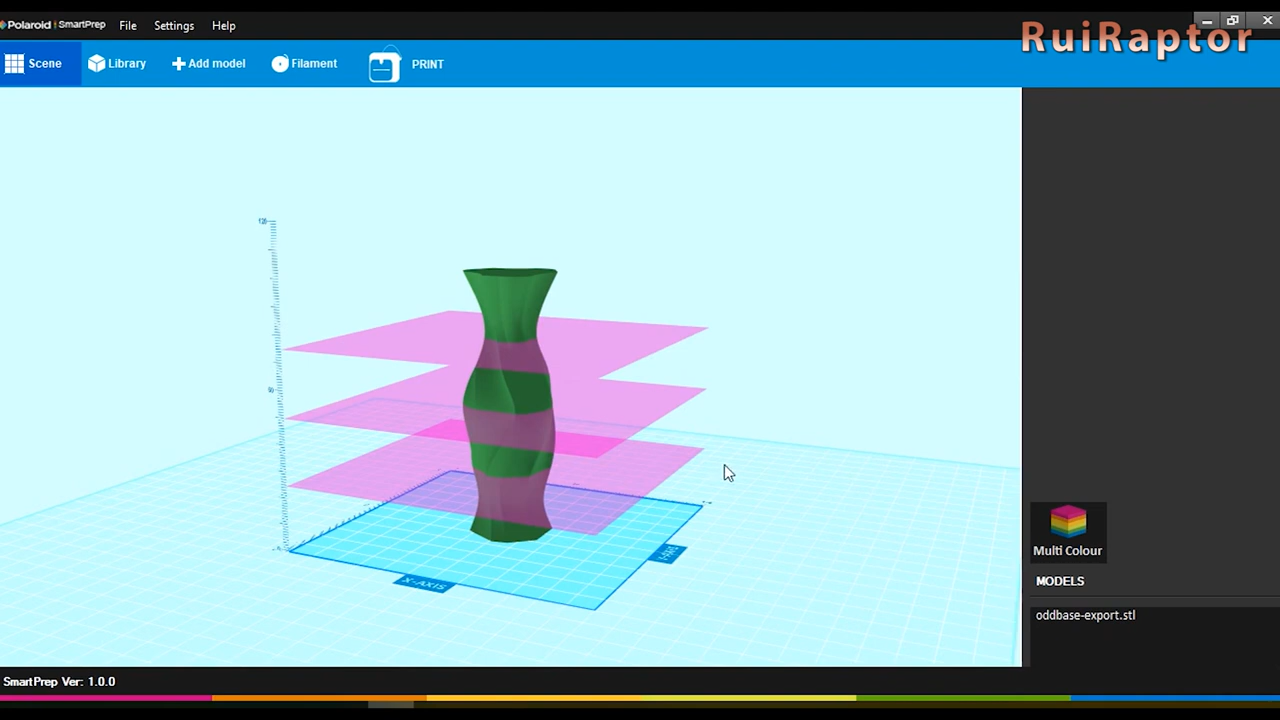 Polaroid SmartPrep File Settings Help
RuiRaptor
Scene Library Add model Filament PRINT
120
X-AXIS
Multi Colour
MODELS
oddbase-export.stl
SmartPrep Ver: 1.0.0